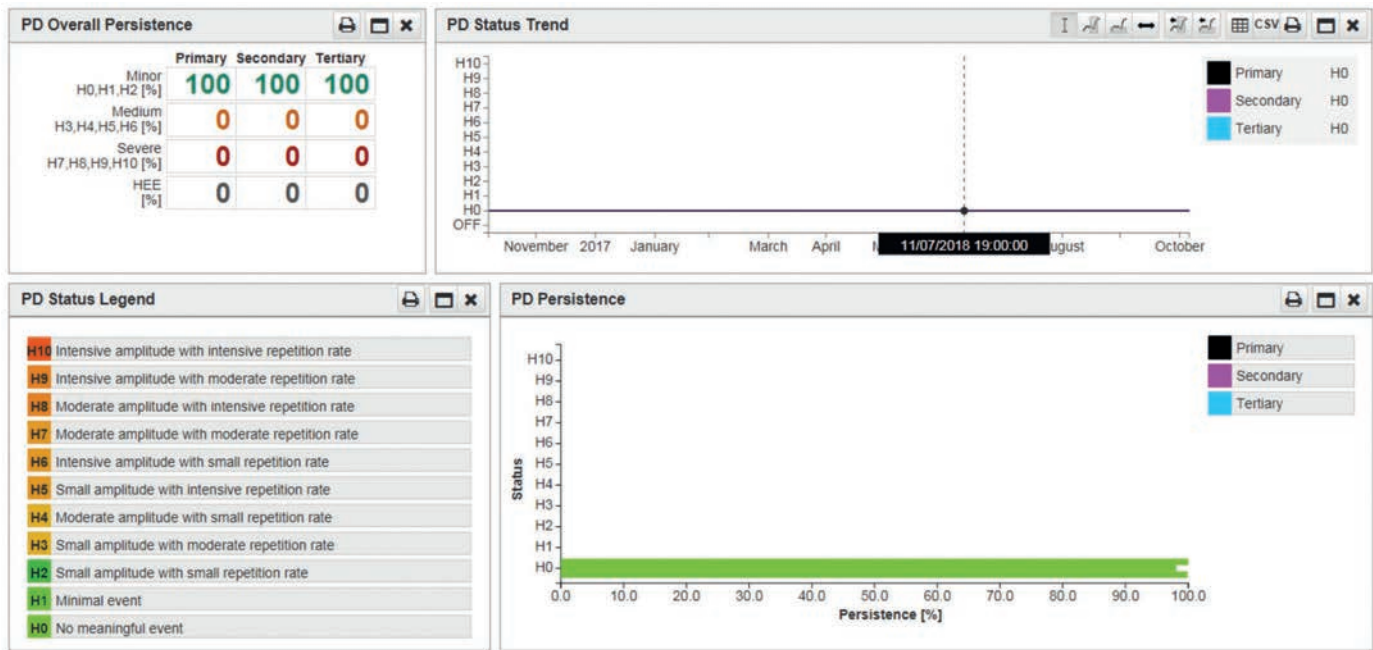 PD Overall Persistence
Primary Secondary Tertiary
Minor
H0,H1,H2 [%] 100 100 100
Medium
H3,H4,H5,H6 [%] 0 0 0
Severe
H7,H8,H9,H10 [%] 0 0 0
HEE
[%] 0 0 0
PD Status Trend
CSV
H10
H9
H8
H7
H6
H5
H4
H3
H2
H1
H0
OFF
November 2017 January March April 11/07/2018 19:00:00 ugust October
Primary H0
Secondary H0
Tertiary H0
PD Status Legend
H10 Intensive amplitude with intensive repetition rate
H9 Intensive amplitude with moderate repetition rate
H8 Moderate amplitude with intensive repetition rate
H7 Moderate amplitude with moderate repetition rate
H6 Intensive amplitude with small repetition rate
H5 Small amplitude with intensive repetition rate
H4 Moderate amplitude with small repetition rate
H3 Small amplitude with moderate repetition rate
H2 Small amplitude with small repetition rate
H1 Minimal event
H0 No meaningful event
PD Persistence
Status
H10
H9
H8
H7
H6
H5
H4
H3
H2
H1
H0
0.0 10.0 20.0 30.0 40.0 50.0 60.0 70.0 80.0 90.0 100.0
Persistence [%]
Primary
Secondary
Tertiary